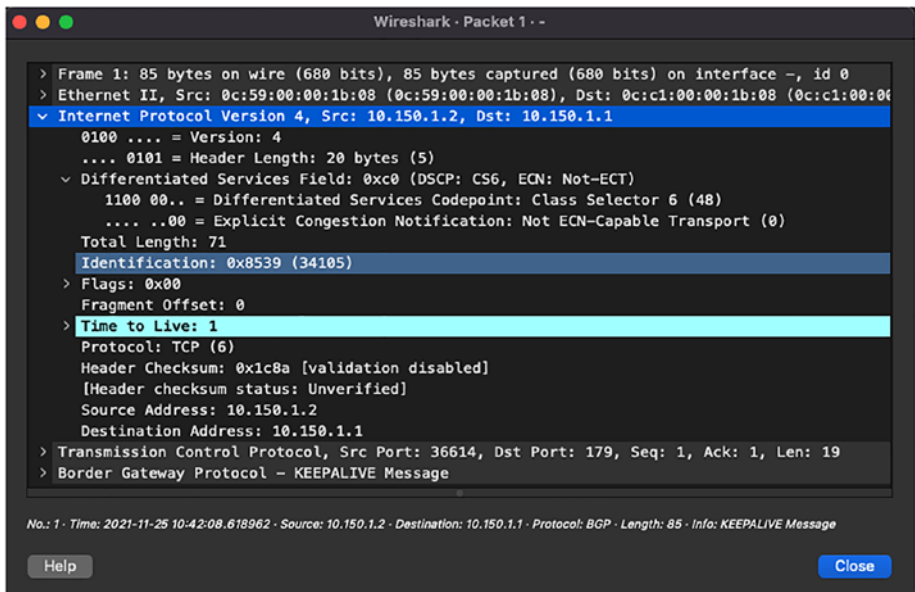 Wireshark · Packet 1 · -
> Frame 1: 85 bytes on wire (680 bits), 85 bytes captured (680 bits) on interface -, id 0
> Ethernet II, Src: 0c:59:00:00:1b:08 (0c:59:00:00:1b:08), Dst: 0c:c1:00:00:1b:08 (0c:c1:00:00
Internet Protocol Version 4, Src: 10.150.1.2, Dst: 10.150.1.1
0100 .... = Version: 4
.... 0101 = Header Length: 20 bytes (5)
Differentiated Services Field: 0xc0 (DSCP: CS6, ECN: Not-ECT)
1100 00.. = Differentiated Services Codepoint: Class Selector 6 (48)
.... ..00 = Explicit Congestion Notification: Not ECN-Capable Transport (0)
Total Length: 71
Identification: 0x8539 (34105)
> Flags: 0x00
Fragment Offset: 0
> Time to Live: 1
Protocol: TCP (6)
Header Checksum: 0x1c8a [validation disabled]
[Header checksum status: Unverified]
Source Address: 10.150.1.2
Destination Address: 10.150.1.1
> Transmission Control Protocol, Src Port: 36614, Dst Port: 179, Seq: 1, Ack: 1, Len: 19
> Border Gateway Protocol – KEEPALIVE Message
No.: 1 · Time: 2021-11-25 10:42:08.618962 · Source: 10.150.1.2 · Destination: 10.150.1.1 · Protocol: BGP · Length: 85 · Info: KEEPALIVE Message
Help
Close